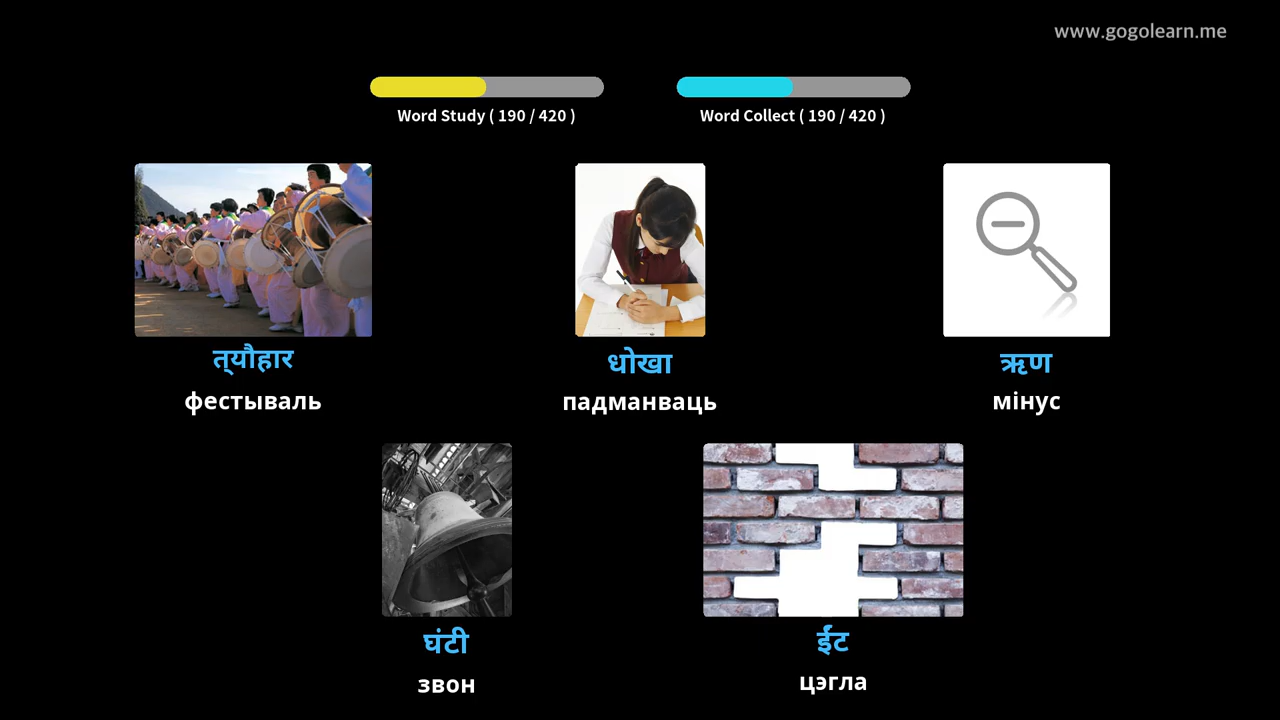 www.gogolearn.me
Word Study ( 190 / 420 )
Word Collect ( 190 / 420 )
त्यौहार
धोखा
ऋण
фестываль
падманваць
мінус
घंटी
ईंट
звон
цэгла